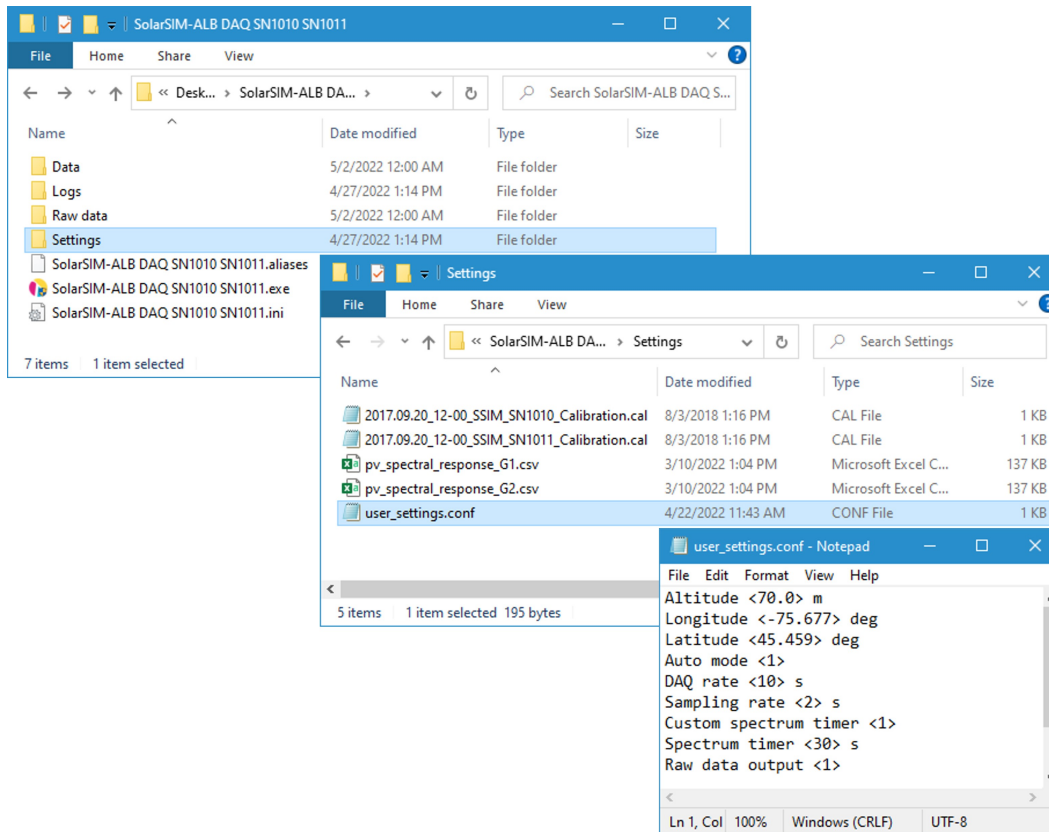 SolarSIM-ALB DAQ SN1010 SN1011
File Home Share View
« Desk... › SolarSIM-ALB DA... › Search SolarSIM-ALB DAQ S...
Name Date modified Type Size
Data 5/2/2022 12:00 AM File folder
Logs 4/27/2022 1:14 PM File folder
Raw data 5/2/2022 12:00 AM File folder
Settings 4/27/2022 1:14 PM File folder
SolarSIM-ALB DAQ SN1010 SN1011.aliases
SolarSIM-ALB DAQ SN1010 SN1011.exe
SolarSIM-ALB DAQ SN1010 SN1011.ini
7 items 1 item selected
Settings
File Home Share View
« SolarSIM-ALB DA... › Settings Search Settings
Name Date modified Type Size
2017.09.20_12-00_SSIM_SN1010_Calibration.cal 8/3/2018 1:16 PM CAL File 1 KB
2017.09.20_12-00_SSIM_SN1011_Calibration.cal 8/3/2018 1:16 PM CAL File 1 KB
pv_spectral_response_G1.csv 3/10/2022 1:04 PM Microsoft Excel C... 137 KB
pv_spectral_response_G2.csv 3/10/2022 1:04 PM Microsoft Excel C... 137 KB
user_settings.conf 4/22/2022 11:43 AM CONF File 1 KB
5 items 1 item selected 195 bytes
user_settings.conf - Notepad
File Edit Format View Help
Altitude <70.0> m
Longitude <-75.677> deg
Latitude <45.459> deg
Auto mode <1>
DAQ rate <10> s
Sampling rate <2> s
Custom spectrum timer <1>
Spectrum timer <30> s
Raw data output <1>
Ln 1, Col 100% Windows (CRLF) UTF-8